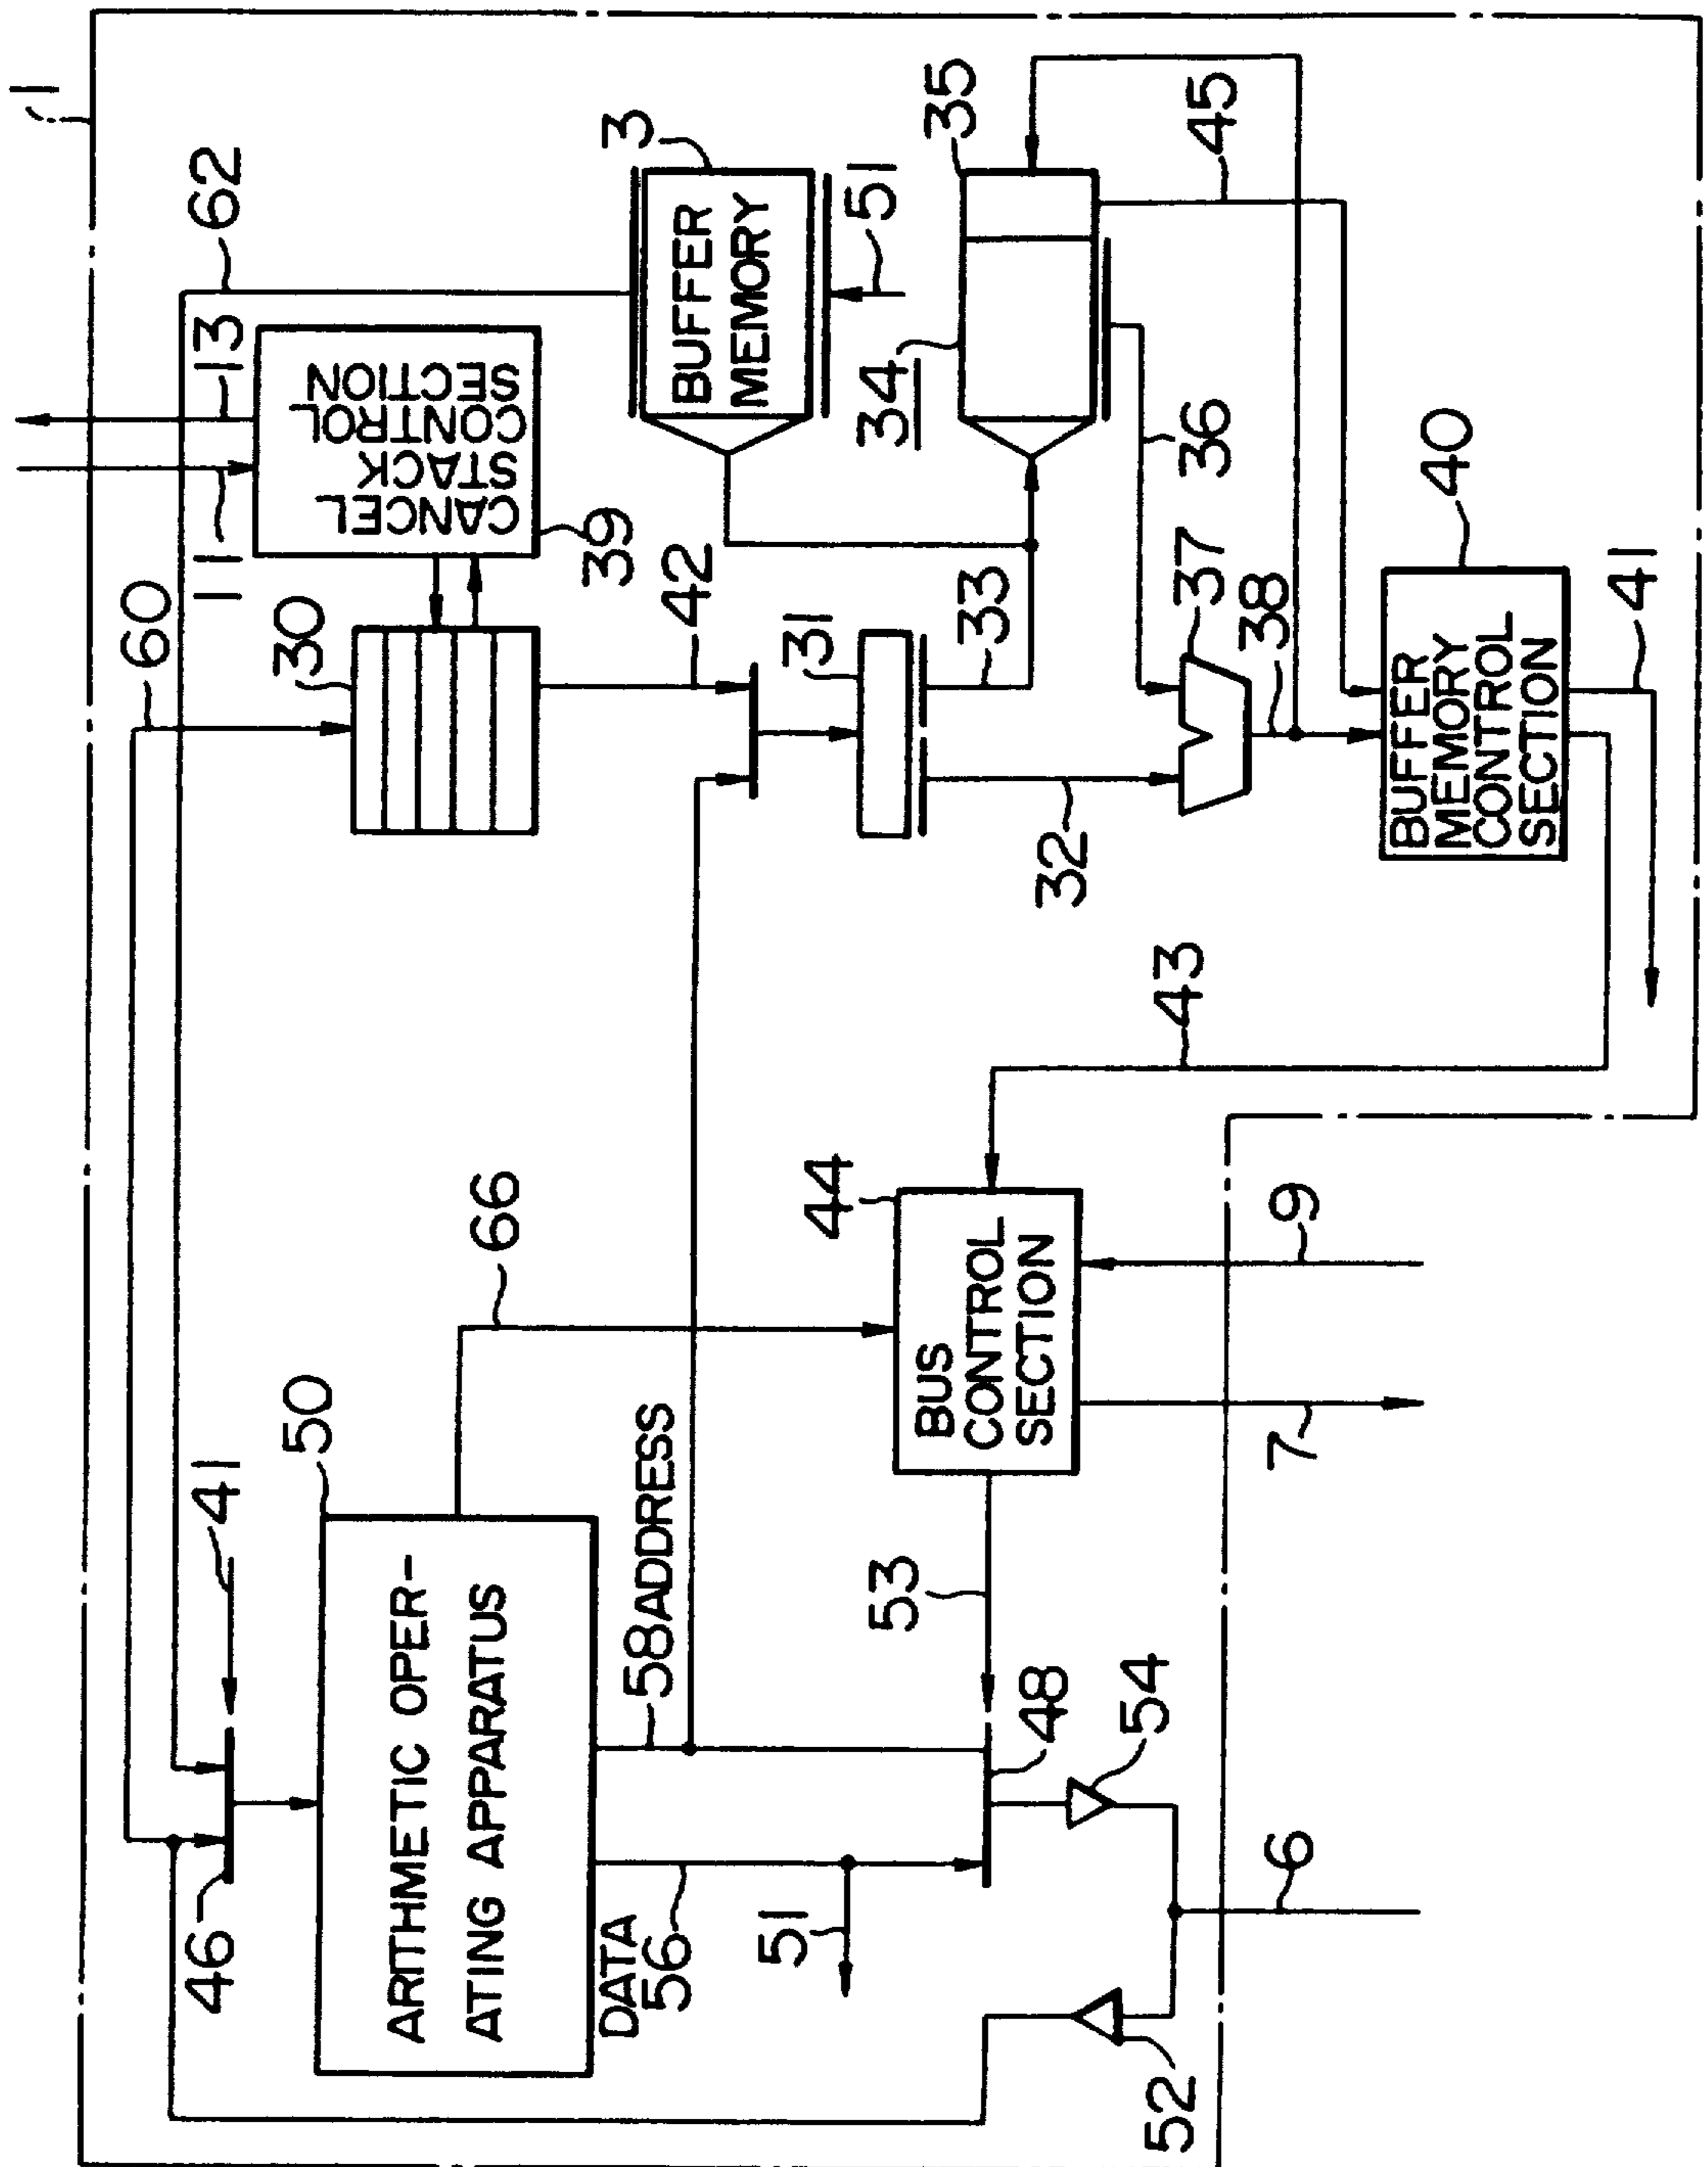 1
62
13
11
60
30
CANCEL
STACK
CONTROL
SECTION
39
3
BUFFER
MEMORY
51
35
34
45
36
42
31
33
32
37
38
40
BUFFER
MEMORY
CONTROL
SECTION
41
43
44
BUS
CONTROL
SECTION
9
7
66
53
46
41
50
ARITHMETIC OPER-
ATING APPARATUS
58 ADDRESS
DATA
56
51
48
54
52
6